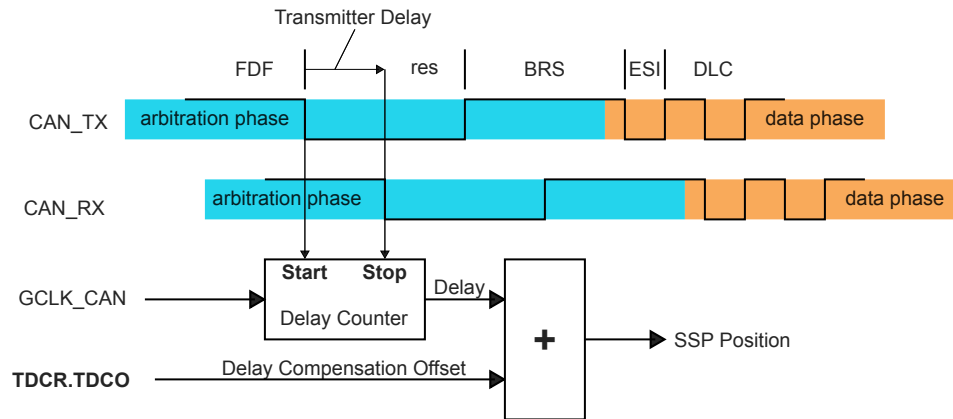 Transmitter Delay
FDF
res
BRS
ESI
DLC
CAN_TX
arbitration phase
data phase
CAN_RX
arbitration phase
data phase
Start
Stop
GCLK_CAN
Delay Counter
Delay
+
SSP Position
TDCR.TDCO
Delay Compensation Offset